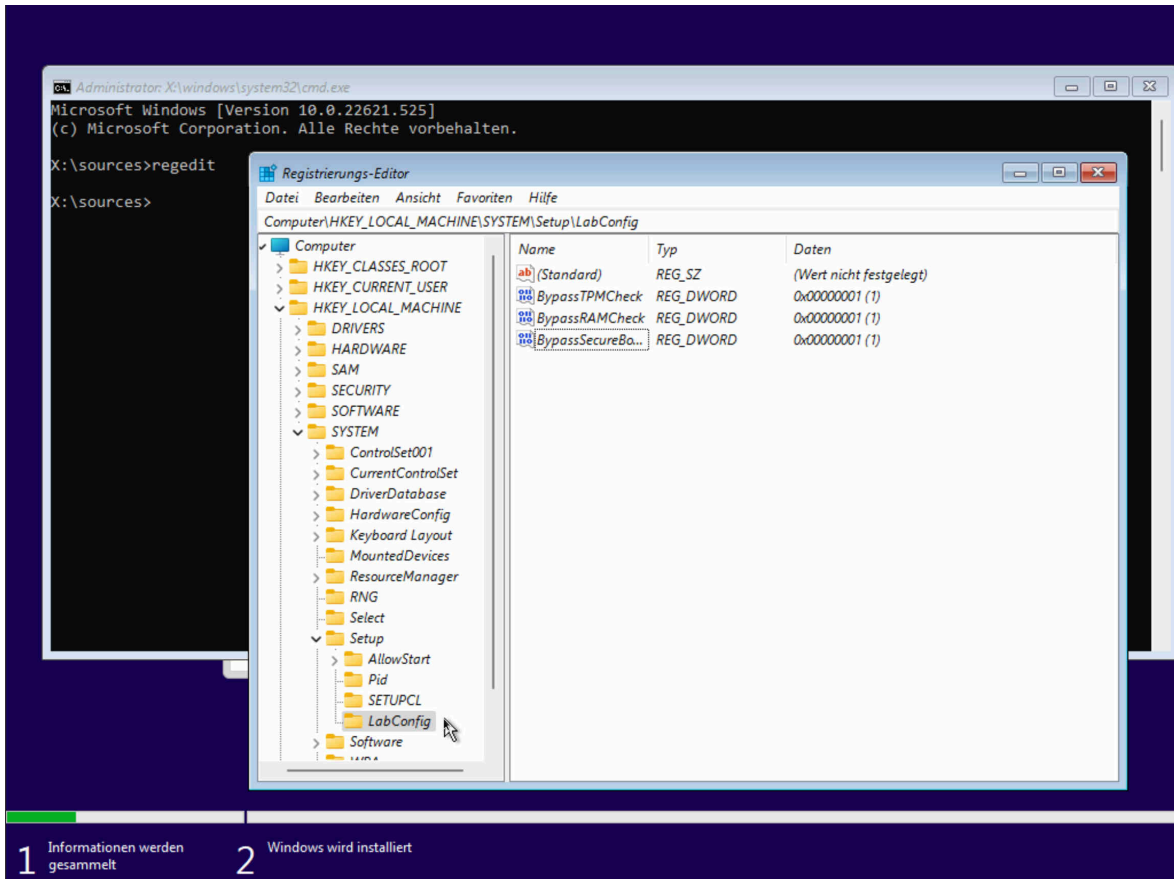 Administrator: X:\windows\system32\cmd.exe
Microsoft Windows [Version 10.0.22621.525]
(c) Microsoft Corporation. Alle Rechte vorbehalten.
X:\sources>regedit
X:\sources>
Registrierungs-Editor
Datei Bearbeiten Ansicht Favoriten Hilfe
Computer\HKEY_LOCAL_MACHINE\SYSTEM\Setup\LabConfig
Computer
HKEY_CLASSES_ROOT
HKEY_CURRENT_USER
HKEY_LOCAL_MACHINE
DRIVERS
HARDWARE
SAM
SECURITY
SOFTWARE
SYSTEM
ControlSet001
CurrentControlSet
DriverDatabase
HardwareConfig
Keyboard Layout
MountedDevices
ResourceManager
RNG
Select
Setup
AllowStart
Pid
SETUPCL
LabConfig
Software
Name Typ Daten
(Standard) REG_SZ (Wert nicht festgelegt)
BypassTPMCheck REG_DWORD 0x00000001 (1)
BypassRAMCheck REG_DWORD 0x00000001 (1)
BypassSecureBo... REG_DWORD 0x00000001 (1)
1 Informationen werden
gesammelt
2 Windows wird installiert